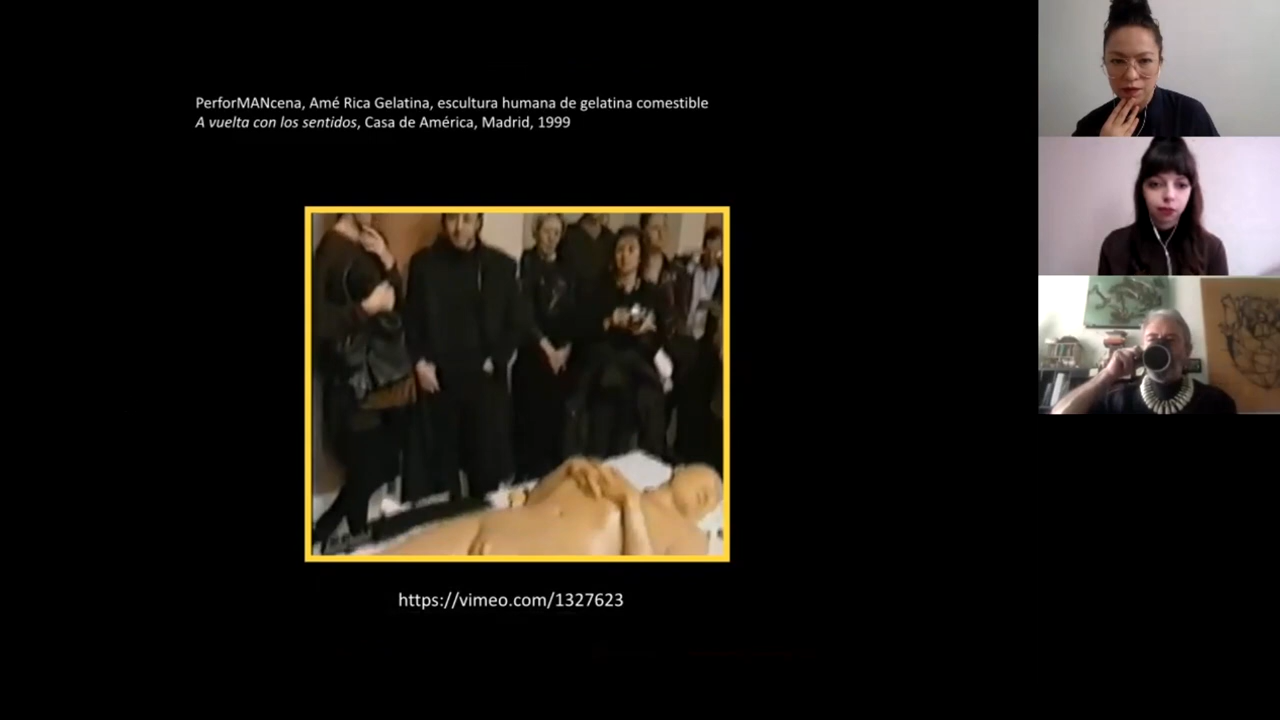 PerforMANcena, Amé Rica Gelatina, escultura humana de gelatina comestible
A vuelta con los sentidos, Casa de América, Madrid, 1999
https://vimeo.com/1327623